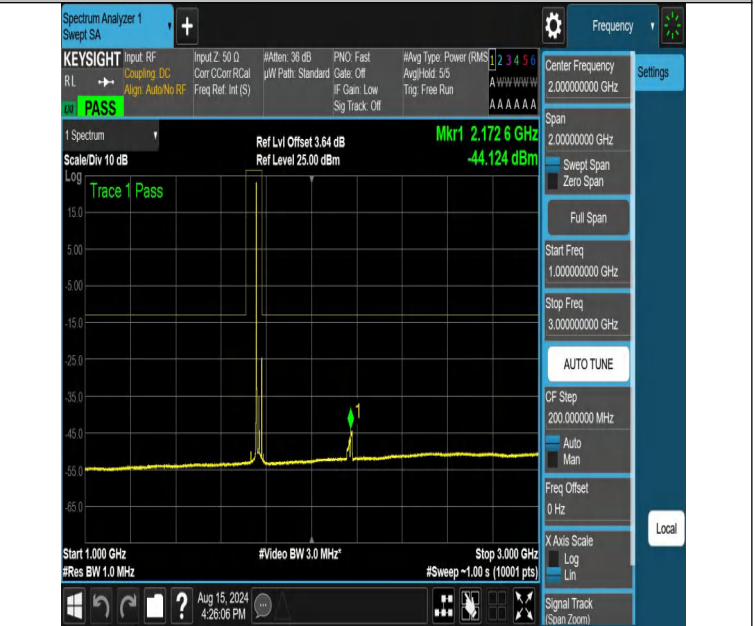 Spectrum Analyzer 1
Swept SA
+
Frequency
KEYSIGHT
RL
PASS
Input: RF
Coupling: DC
Align: Auto/No RF
Input Z: 50 Ω
Corr CCorr RCal
Freq Ref: Int (S)
#Atten: 36 dB
µW Path: Standard
PNO: Fast
Gate: Off
IF Gain: Low
Sig Track: Off
#Avg Type: Power (RMS
Avg|Hold: 5/5
Trig: Free Run
1 2 3 4 5 6
A W W W W W
A A A A A A
1 Spectrum
Scale/Div 10 dB
Ref Lvl Offset 3.64 dB
Ref Level 25.00 dBm
Mkr1 2.172 6 GHz
-44.124 dBm
Log
Trace 1 Pass
15.0
5.00
-5.00
-15.0
-25.0
-35.0
-45.0
-55.0
-65.0
1
Start 1.000 GHz
#Res BW 1.0 MHz
#Video BW 3.0 MHz*
Stop 3.000 GHz
#Sweep ~1.00 s (10001 pts)
?
Aug 15, 2024
4:26:06 PM
Center Frequency
2.000000000 GHz
Settings
Span
2.00000000 GHz
Swept Span
Zero Span
Full Span
Start Freq
1.000000000 GHz
Stop Freq
3.000000000 GHz
AUTO TUNE
CF Step
200.000000 MHz
Auto
Man
Freq Offset
0 Hz
X Axis Scale
Log
Lin
Local
Signal Track
(Span Zoom)